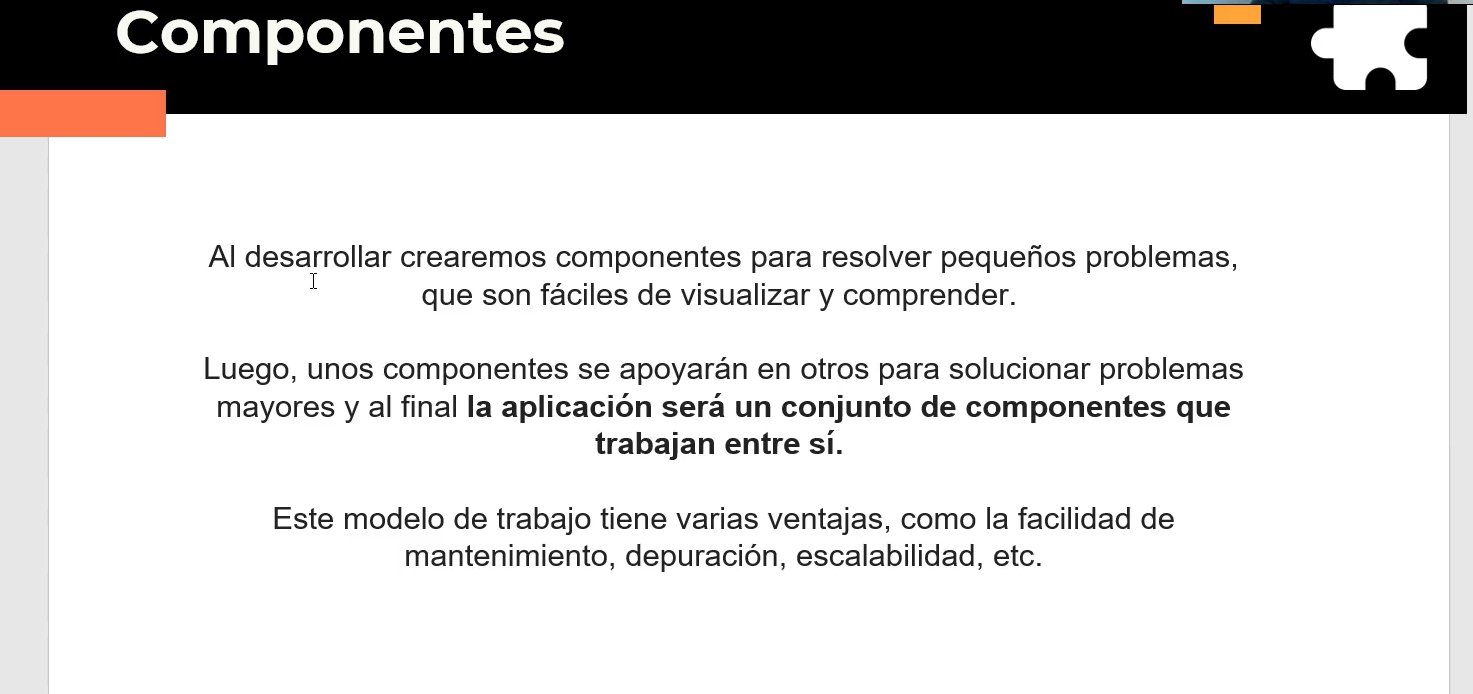 Componentes
Al desarrollar crearemos componentes para resolver pequeños problemas,
que son fáciles de visualizar y comprender.
Luego, unos componentes se apoyarán en otros para solucionar problemas
mayores y al final la aplicación será un conjunto de componentes que
trabajan entre sí.
Este modelo de trabajo tiene varias ventajas, como la facilidad de
mantenimiento, depuración, escalabilidad, etc.